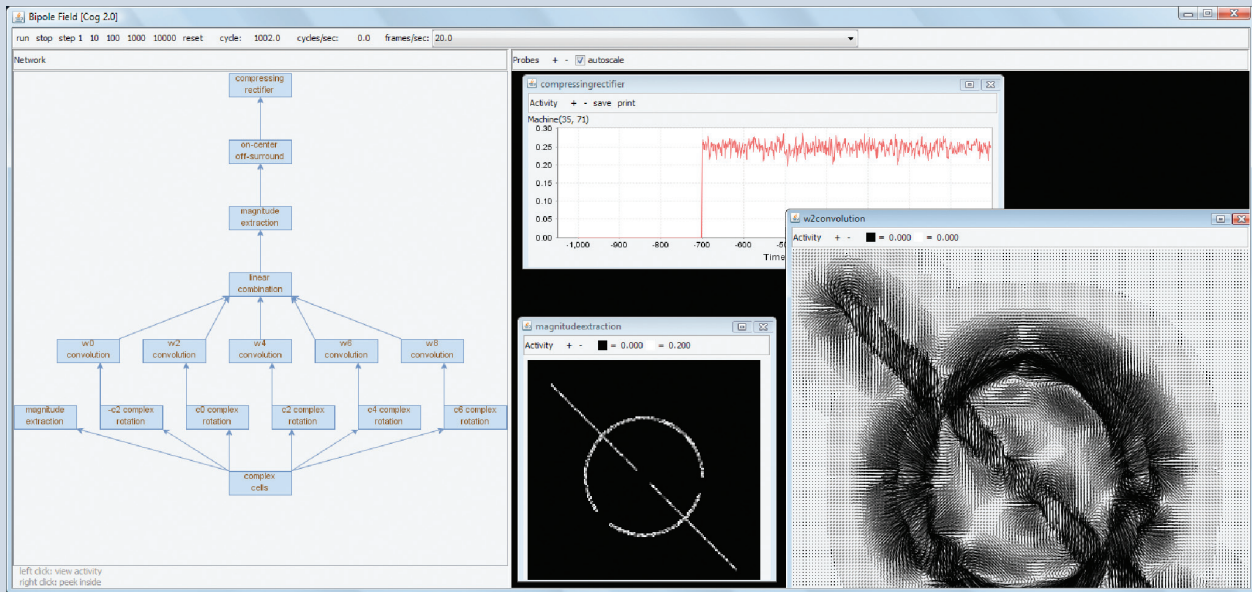 Bipole Field [Cog 2.0]
run stop step 1 10 100 1000 10000 reset cycle: 1002.0 cycles/sec: 0.0 frames/sec: 20.0
Network
Probes + - autoscale
compressing
rectifier
on-center
off-surround
magnitude
extraction
linear
combination
w0
convolution
w2
convolution
w4
convolution
w6
convolution
w8
convolution
magnitude
extraction
-c2 complex
rotation
c0 complex
rotation
c2 complex
rotation
c4 complex
rotation
c6 complex
rotation
complex
cells
left click: view activity
right click: peek inside
compressingrectifier
Activity + - save print
Machine(35, 71)
0.30
0.25
0.20
0.15
0.10
0.05
0.00
-1,000 -900 -800 -700 -600
Time
magnitudeextraction
Activity + - = 0.000 = 0.200
w2convolution
Activity + - = 0.000 = 0.000